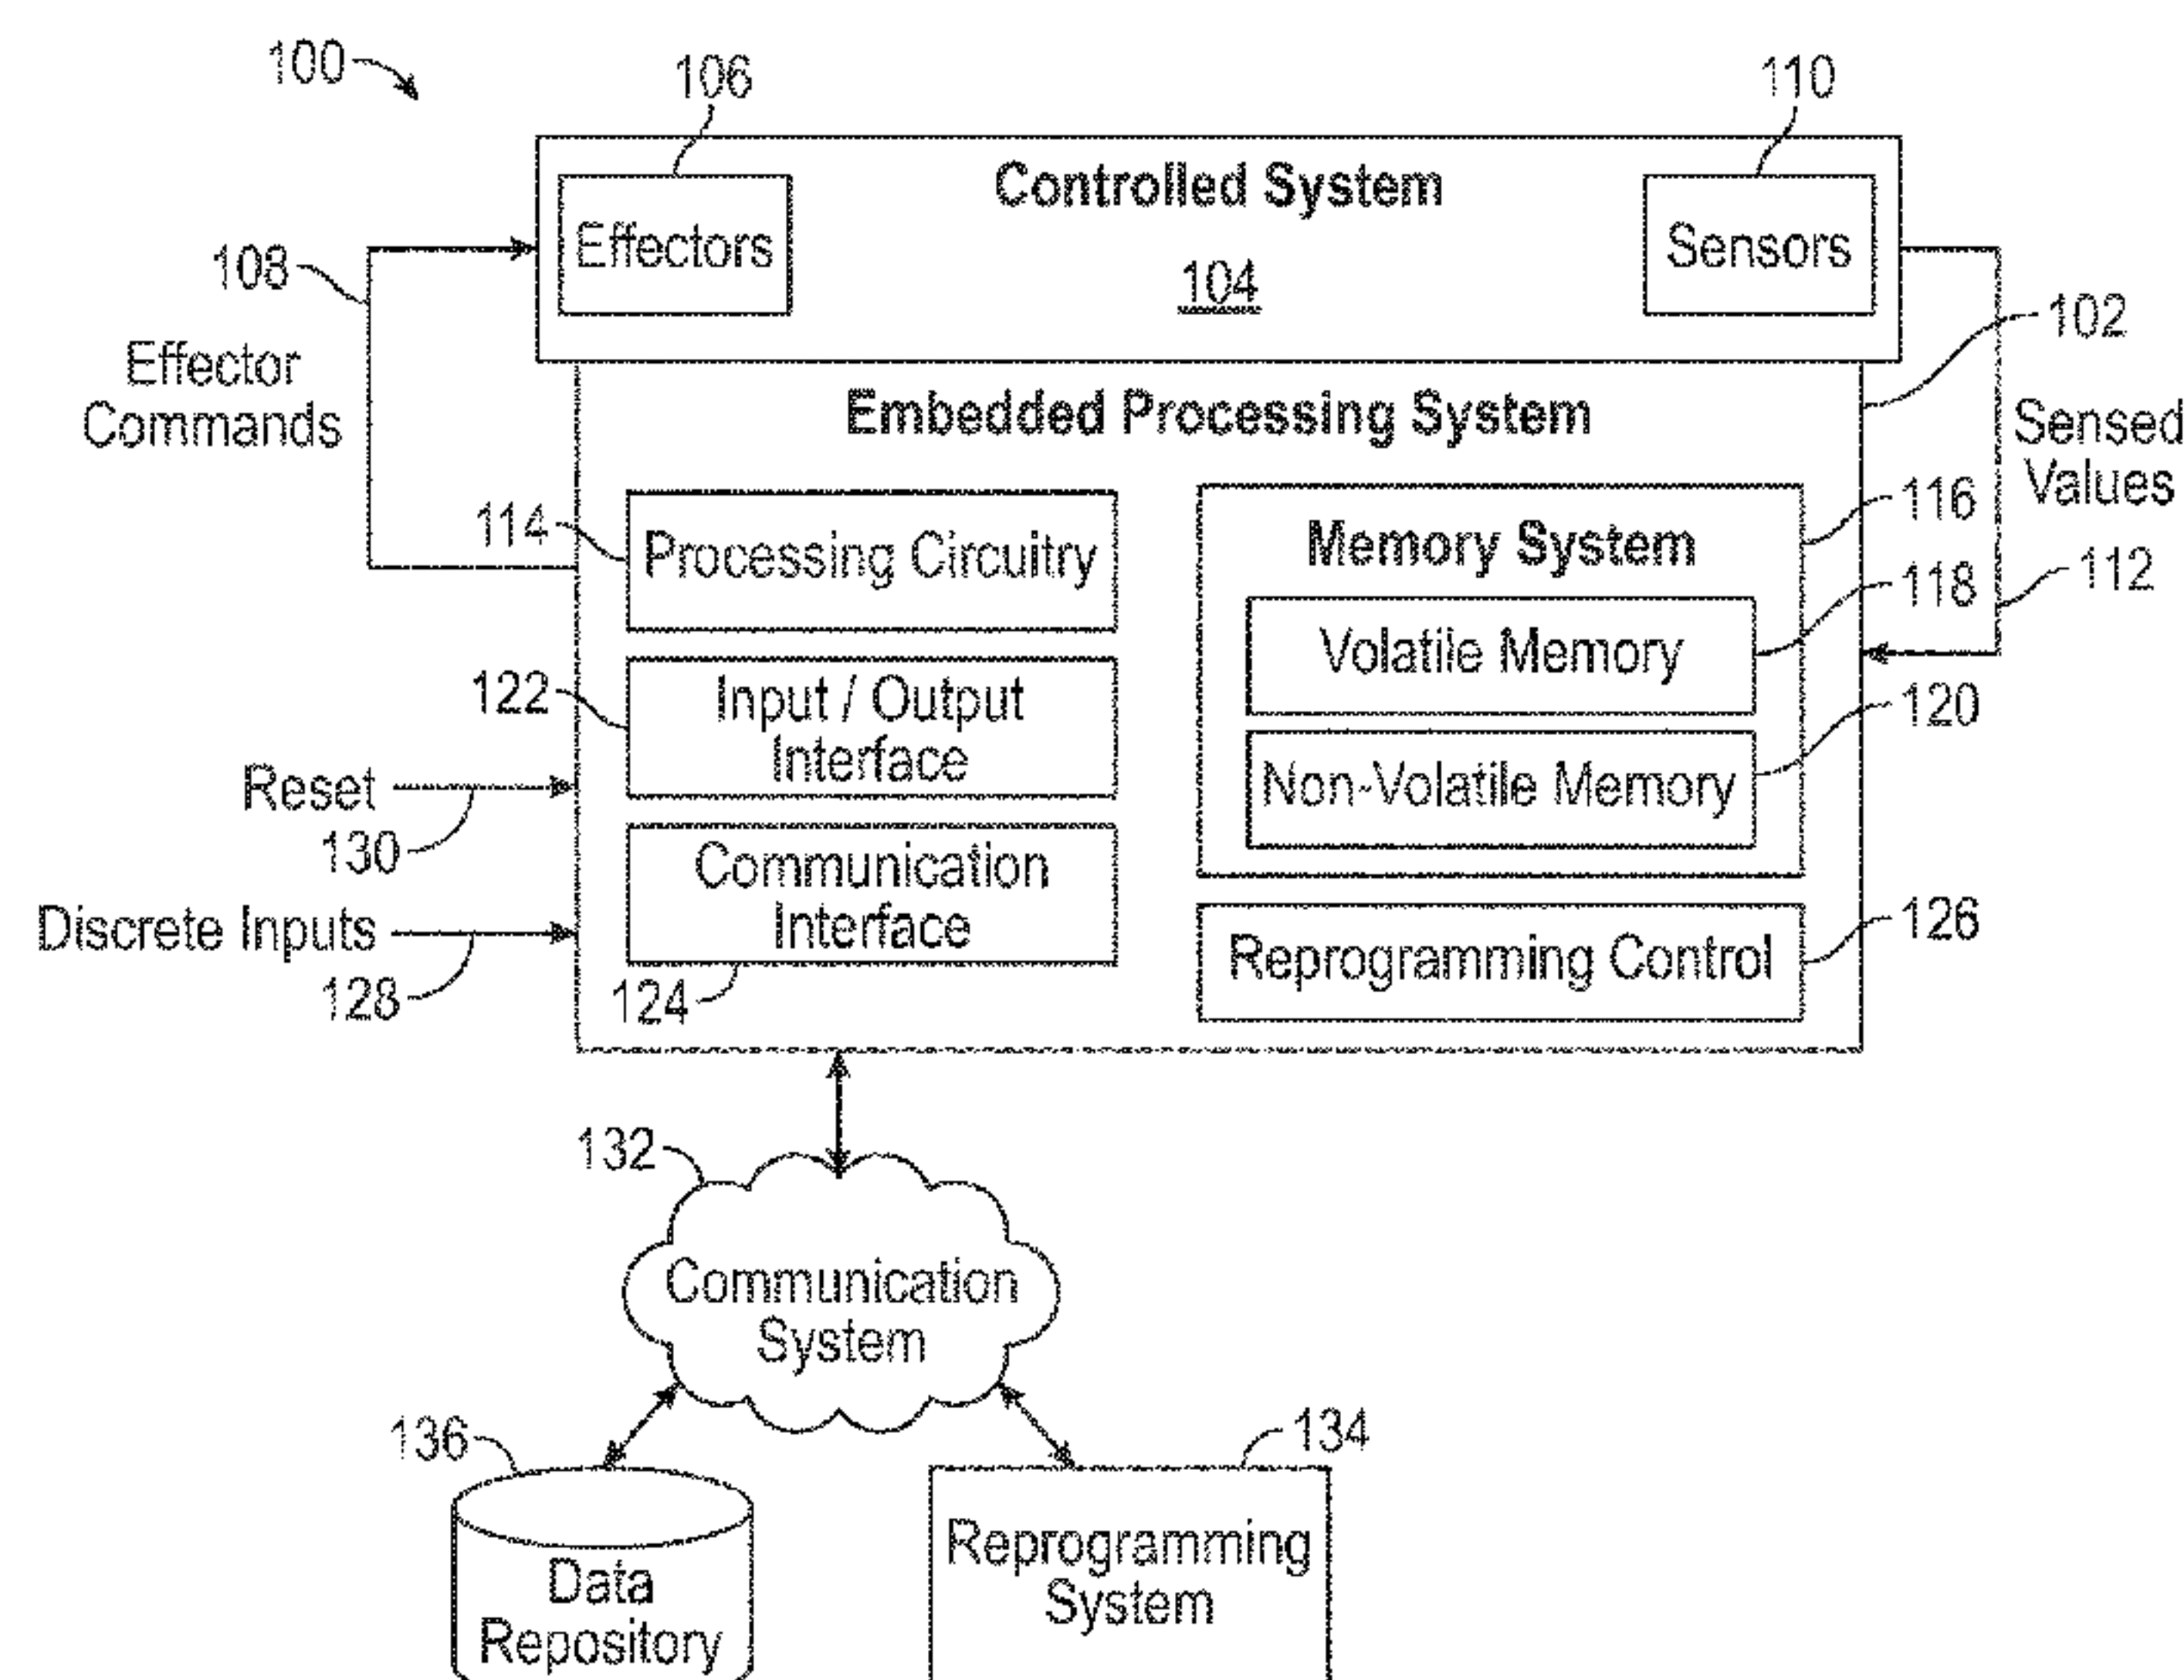 100
106
110
Controlled System
Effectors
Sensors
104
108
102
Effector
Commands
Embedded Processing System
Sensed
Values
114
Processing Circuitry
Memory System
116
118
112
Volatile Memory
122
Input / Output
Interface
120
Non-Volatile Memory
Reset
130
Communication
Interface
Discrete Inputs
128
124
Reprogramming Control
126
132
Communication
System
136
134
Data
Repository
Reprogramming
System